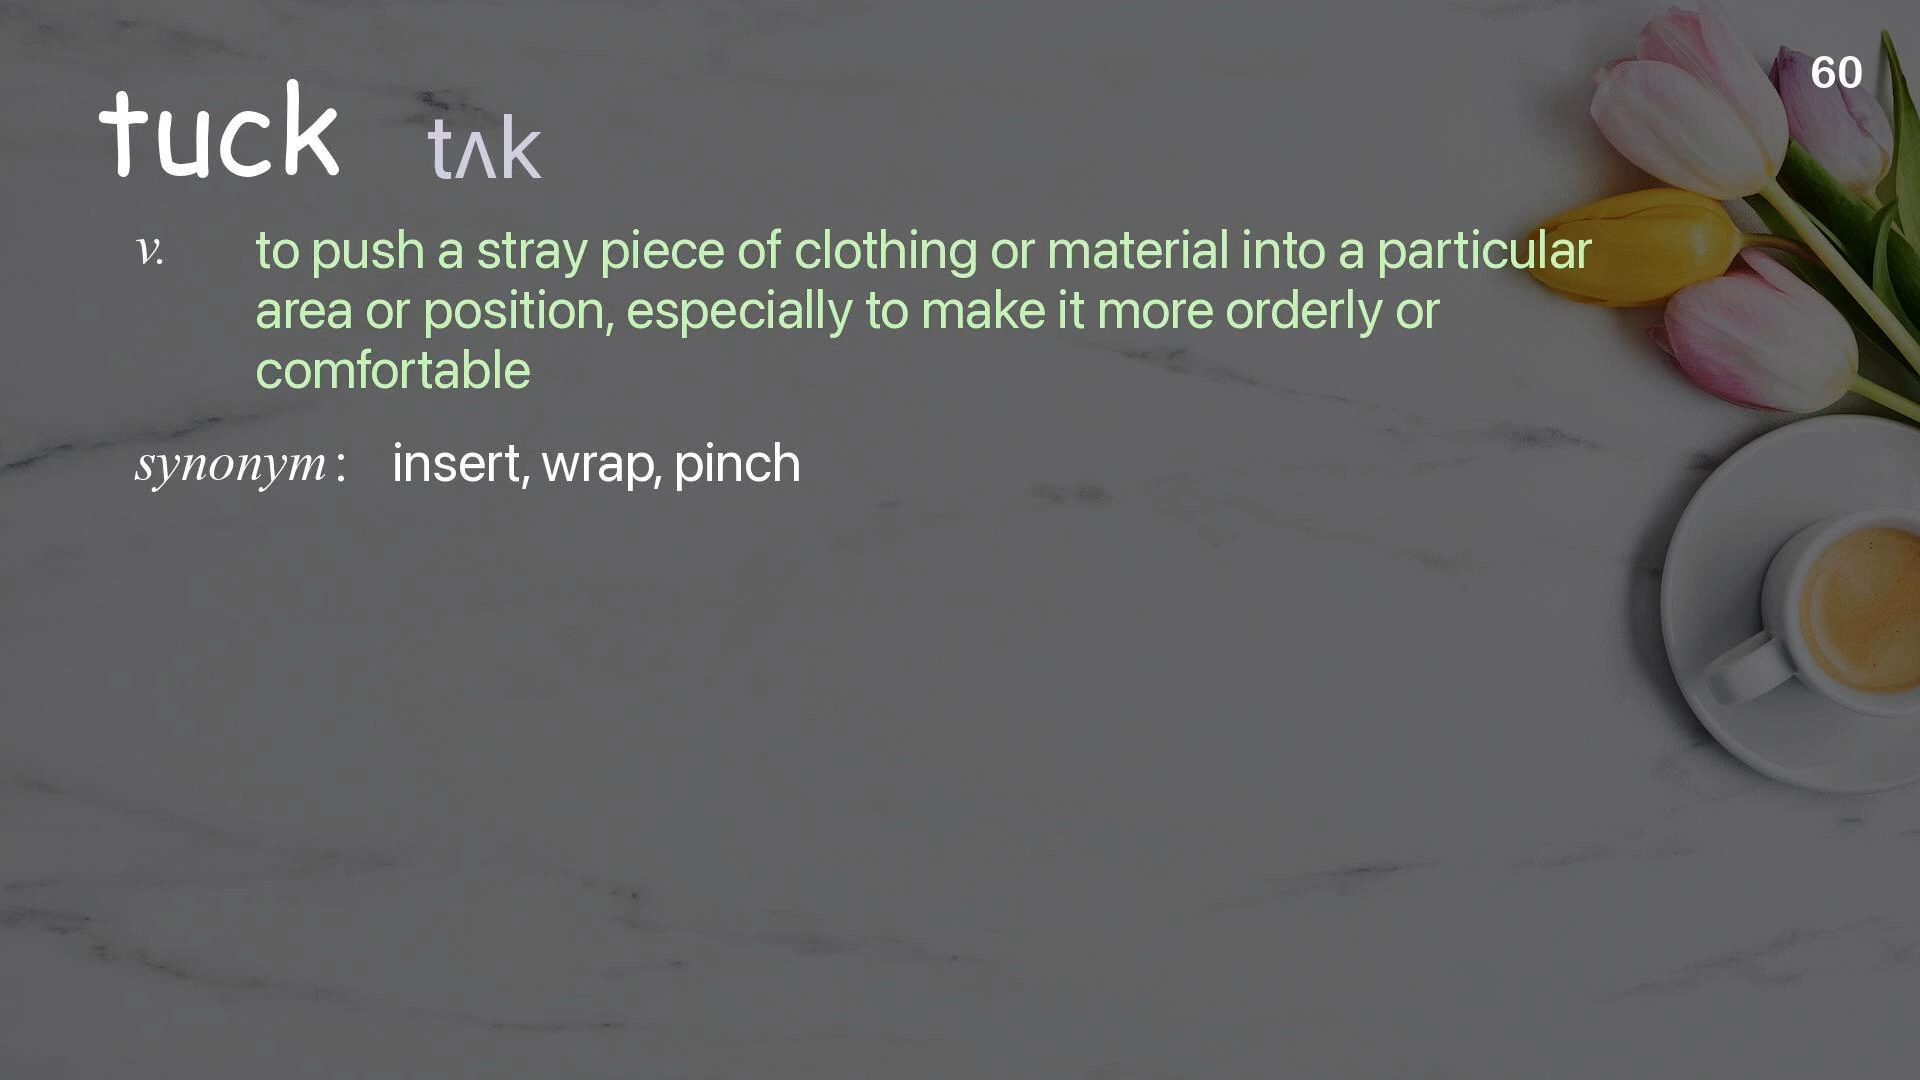 60
tuck tʌk
v. to push a stray piece of clothing or material into a particular
area or position, especially to make it more orderly or
comfortable
synonym: insert, wrap, pinch